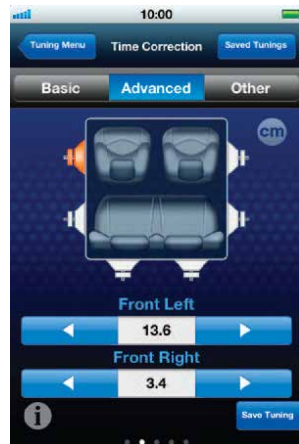 10:00
Tuning Menu Time Correction Saved Tunings
Basic Advanced Other
cm
Front Left
13.6
Front Right
3.4
i Save Tuning